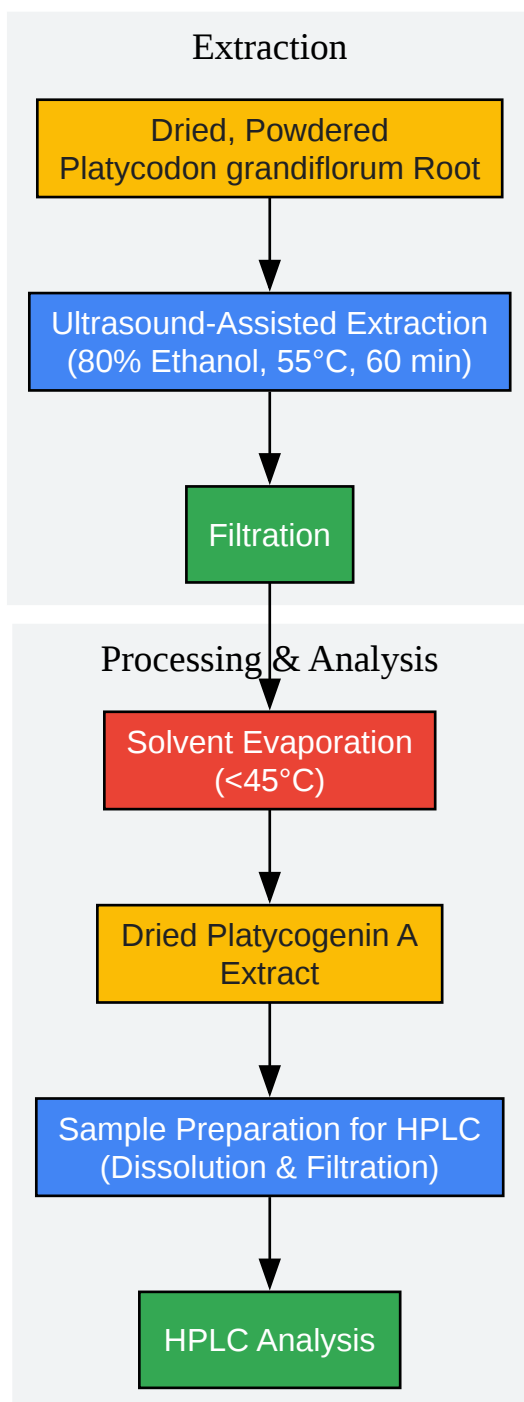 Extraction
Dried, Powdered
Platycodon grandiflorum Root
Ultrasound-Assisted Extraction
(80% Ethanol, 55°C, 60 min)
Filtration
Processing & Analysis
Solvent Evaporation
(<45°C)
Dried Platycogenin A
Extract
Sample Preparation for HPLC
(Dissolution & Filtration)
HPLC Analysis